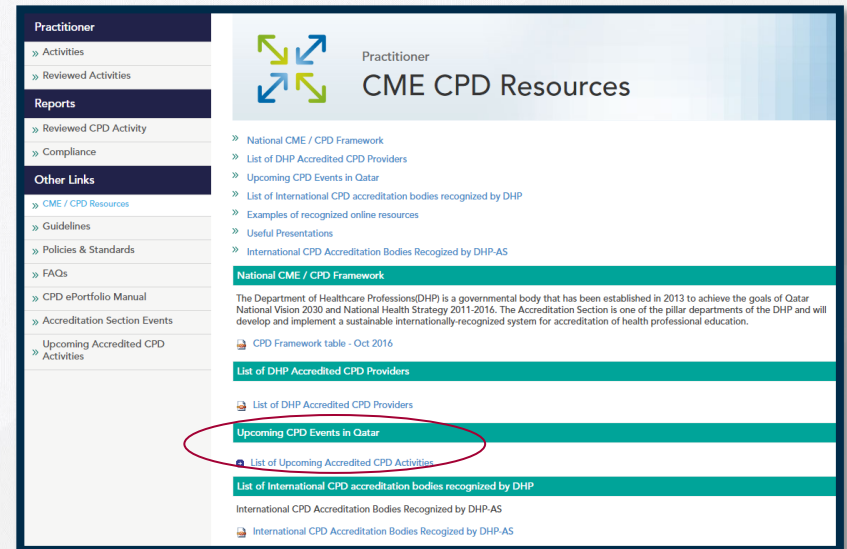 Practitioner
» Activities
» Reviewed Activities
Reports
» Reviewed CPD Activity
» Compliance
Other Links
» CME / CPD Resources
» Guidelines
» Policies & Standards
» FAQs
» CPD ePortfolio Manual
» Accreditation Section Events
» Upcoming Accredited CPD
Activities
Practitioner
CME CPD Resources
» National CME / CPD Framework
» List of DHP Accredited CPD Providers
» Upcoming CPD Events in Qatar
» List of International CPD accreditation bodies recognized by DHP
» Examples of recognized online resources
» Useful Presentations
» International CPD Accreditation Bodies Recogized by DHP-AS
National CME / CPD Framework
The Department of Healthcare Professions(DHP) is a governmental body that has been established in 2013 to achieve the goals of Qatar
National Vision 2030 and National Health Strategy 2011-2016. The Accreditation Section is one of the pillar departments of the DHP and will
develop and implement a sustainable internationally-recognized system for accreditation of health professional education.
CPD Framework table - Oct 2016
List of DHP Accredited CPD Providers
List of DHP Accredited CPD Providers
Upcoming CPD Events in Qatar
List of Upcoming Accredited CPD Activities
List of International CPD accreditation bodies recognized by DHP
International CPD Accreditation Bodies Recognized by DHP-AS
International CPD Accreditation Bodies Recogized by DHP-AS